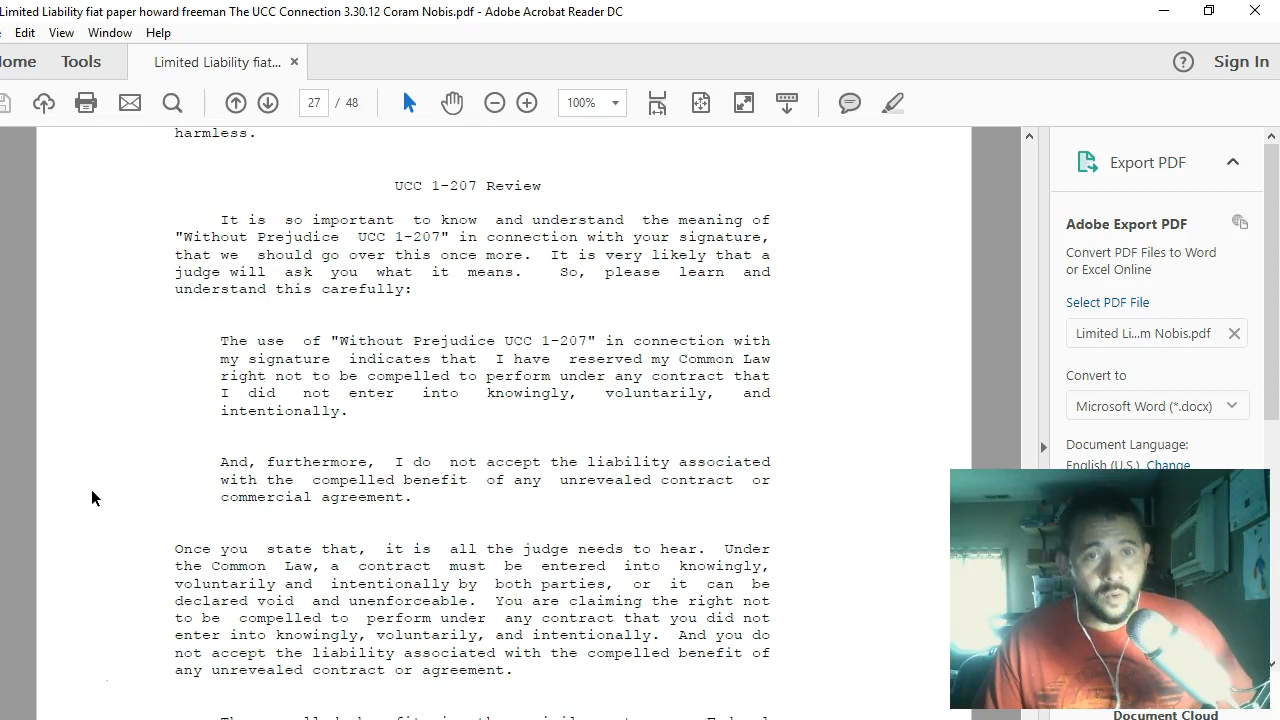 Limited Liability fiat paper howard freeman The UCC Connection 3.30.12 Coram Nobis.pdf - Adobe Acrobat Reader DC
Edit View Window Help
Tools Limited Liability fiat... × Sign In
27 / 48 100%
harmless.
UCC 1-207 Review
It is so important to know and understand the meaning of
"Without Prejudice UCC 1-207" in connection with your signature,
that we should go over this once more. It is very likely that a
judge will ask you what it means. So, please learn and
understand this carefully:
The use of "Without Prejudice UCC 1-207" in connection with
my signature indicates that I have reserved my Common Law
right not to be compelled to perform under any contract that
I did not enter into knowingly, voluntarily, and
intentionally.
And, furthermore, I do not accept the liability associated
with the compelled benefit of any unrevealed contract or
commercial agreement.
Once you state that, it is all the judge needs to hear. Under
the Common Law, a contract must be entered into knowingly,
voluntarily and intentionally by both parties, or it can be
declared void and unenforceable. You are claiming the right not
to be compelled to perform under any contract that you did not
enter into knowingly, voluntarily, and intentionally. And you do
not accept the liability associated with the compelled benefit of
any unrevealed contract or agreement.
Export PDF
Adobe Export PDF
Convert PDF Files to Word
or Excel Online
Select PDF File
Limited Li...m Nobis.pdf
Convert to
Microsoft Word (*.docx)
Document Language:
English (U.S.) Change
Document Cloud